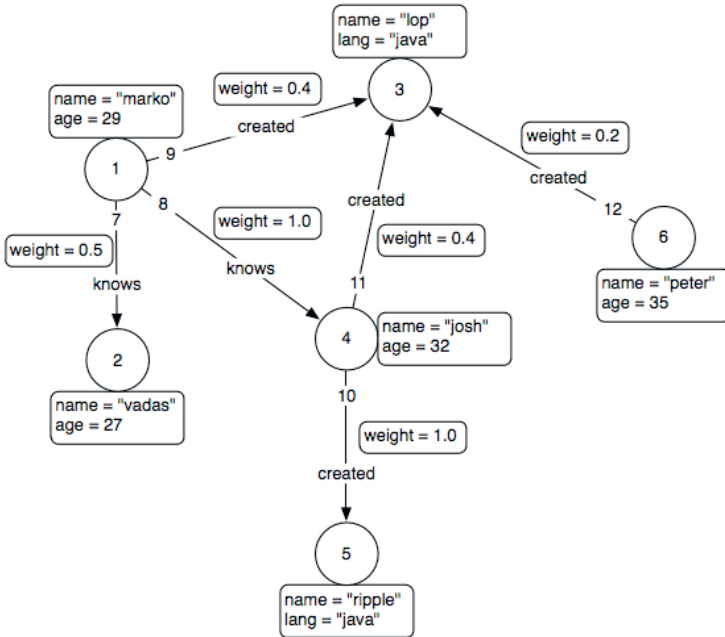 name = "lop"
lang = "java"
3
weight = 0.4
name = "marko"
age = 29
created
9
1
weight = 0.2
created
12
7
8
created
weight = 1.0
weight = 0.4
weight = 0.5
6
knows
knows
11
name = "peter"
age = 35
4
name = "josh"
age = 32
2
10
name = "vadas"
age = 27
weight = 1.0
created
5
name = "ripple"
lang = "java"